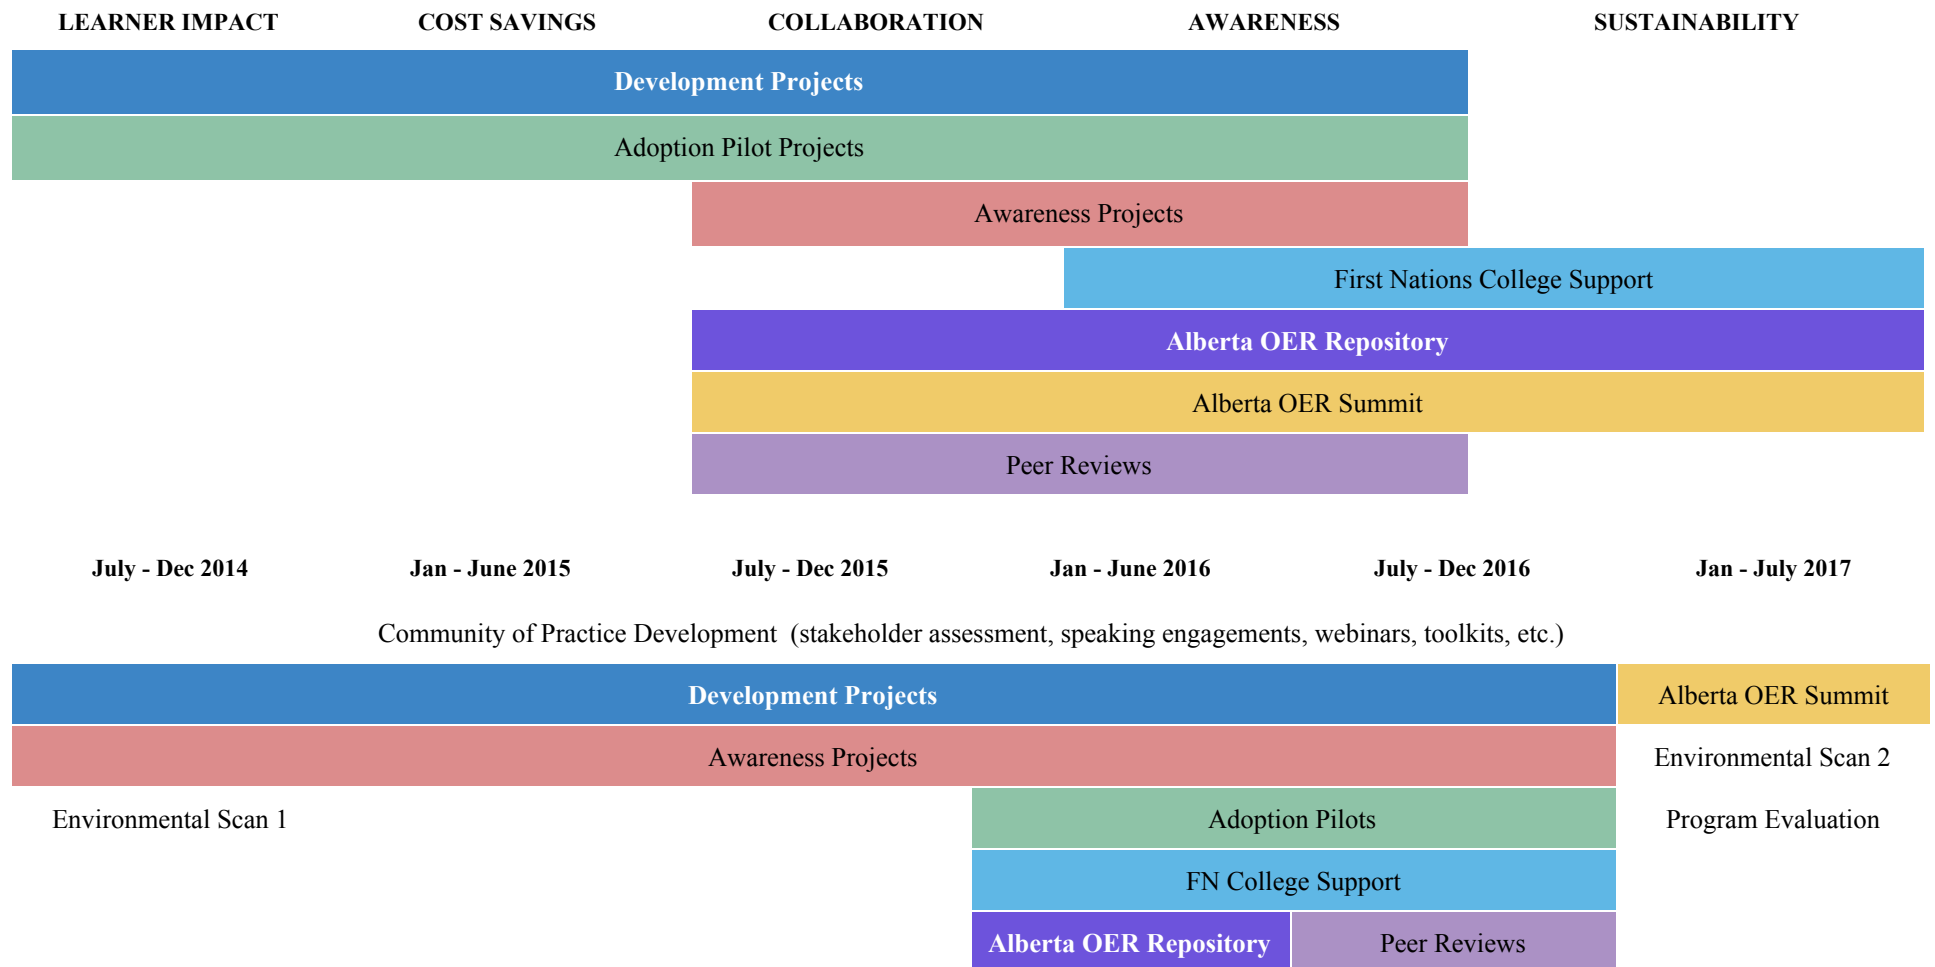 LEARNER IMPACT COST SAVINGS COLLABORATION AWARENESS SUSTAINABILITY
Development Projects
Adoption Pilot Projects
Awareness Projects
First Nations College Support
Alberta OER Repository
Alberta OER Summit
Peer Reviews
July - Dec 2014 Jan - June 2015 July - Dec 2015 Jan - June 2016 July - Dec 2016 Jan - July 2017
Community of Practice Development (stakeholder assessment, speaking engagements, webinars, toolkits, etc.)
Development Projects Alberta OER Summit
Awareness Projects Environmental Scan 2
Environmental Scan 1 Adoption Pilots Program Evaluation
FN College Support
Alberta OER Repository Peer Reviews